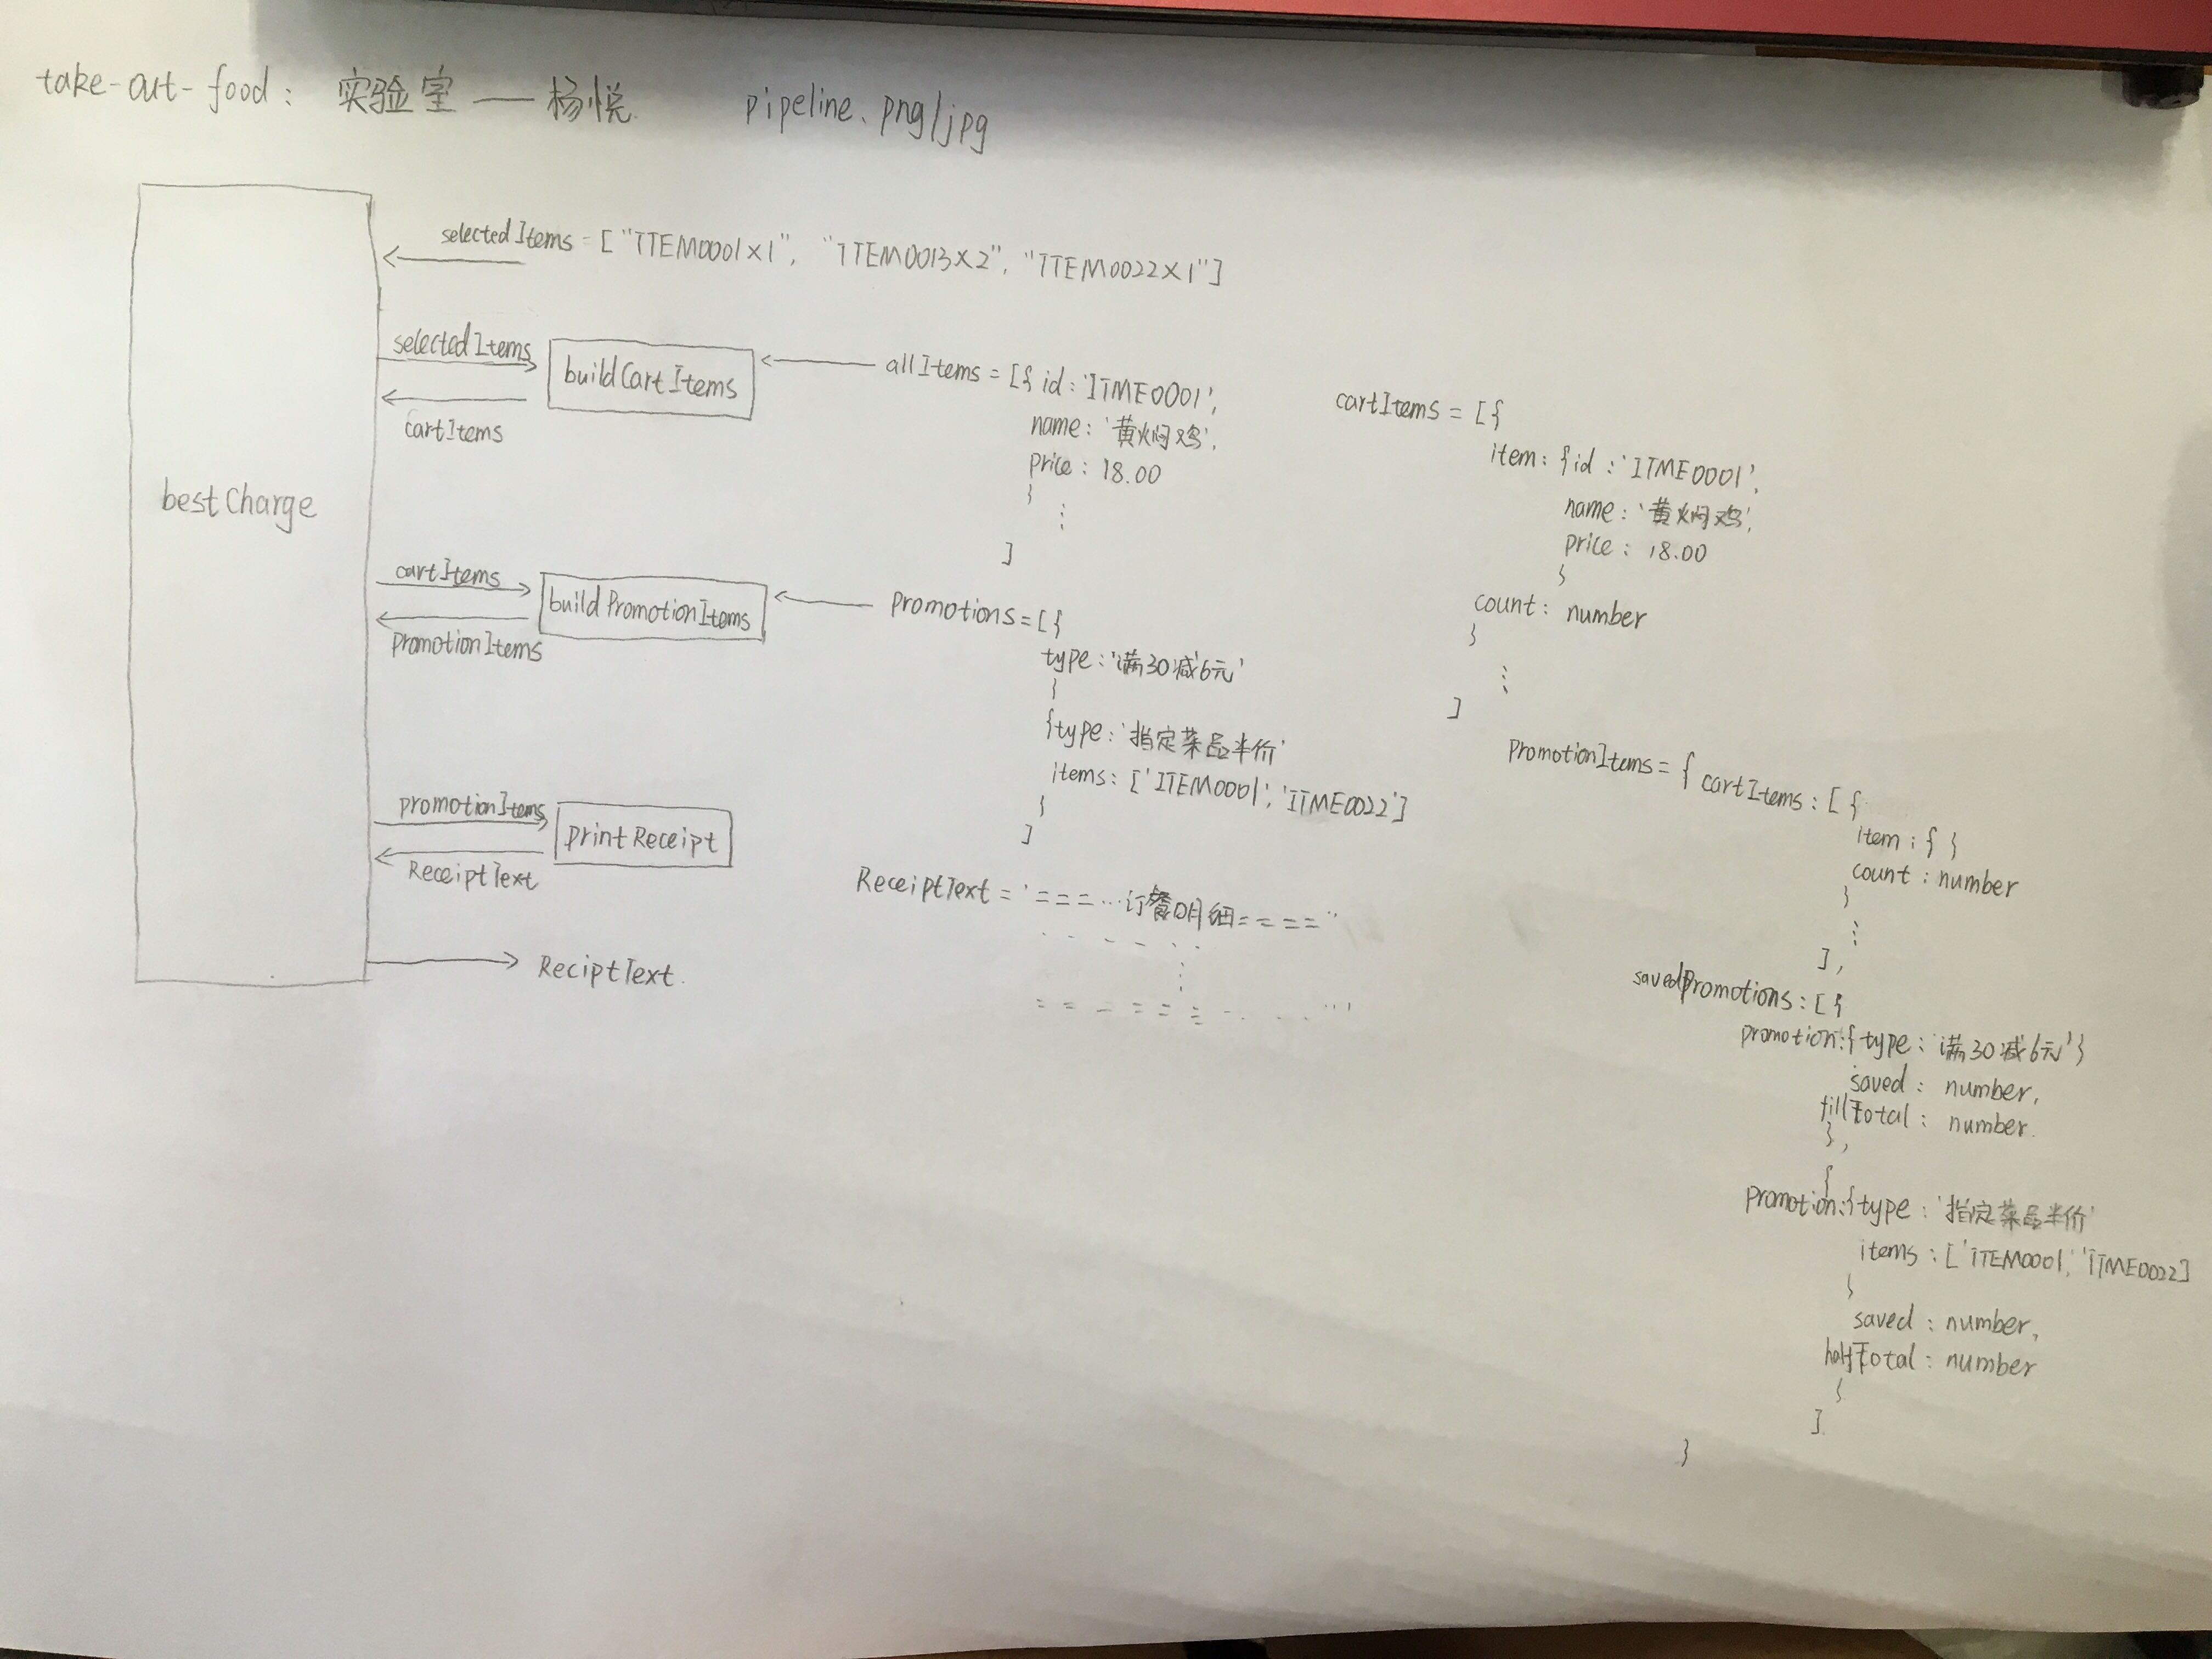 take-out-food: 实验室——杨悦. pipeline、png/jpg
selectedItems = ["ITEM0001×1", "ITEM0013×2", "ITEM0022×1"]
selectedItems
buildCartItems
cartItems
allItems = [{ id: 'ITME0001',
name: '黄焖鸡',
price: 18.00
}
⋮
]
bestCharge
cartItems
buildPromotionItems
promotionItems
promotions = [{
type: '满30减6元'
}
{type: '指定菜品半价'
items: ['ITEM0001', 'ITME0022']
}
]
promotionItems
printReceipt
ReceiptText
ReceiptText = '===…订餐明细===='
ReciptText.
cartItems = [{
item: {id: 'ITME0001',
name: '黄焖鸡',
price: 18.00
}
count: number
}
⋮
]
promotionItems = { cartItems: [{
item: { }
count: number
}
⋮
],
savedPromotions: [{
promotion:{type: '满30减6元'}
saved: number,
fillTotal: number.
},
{
promotion:{type: '指定菜品半价'
items: ['ITEM0001', 'ITME0022]
}
saved: number,
halfTotal: number
}
]
}